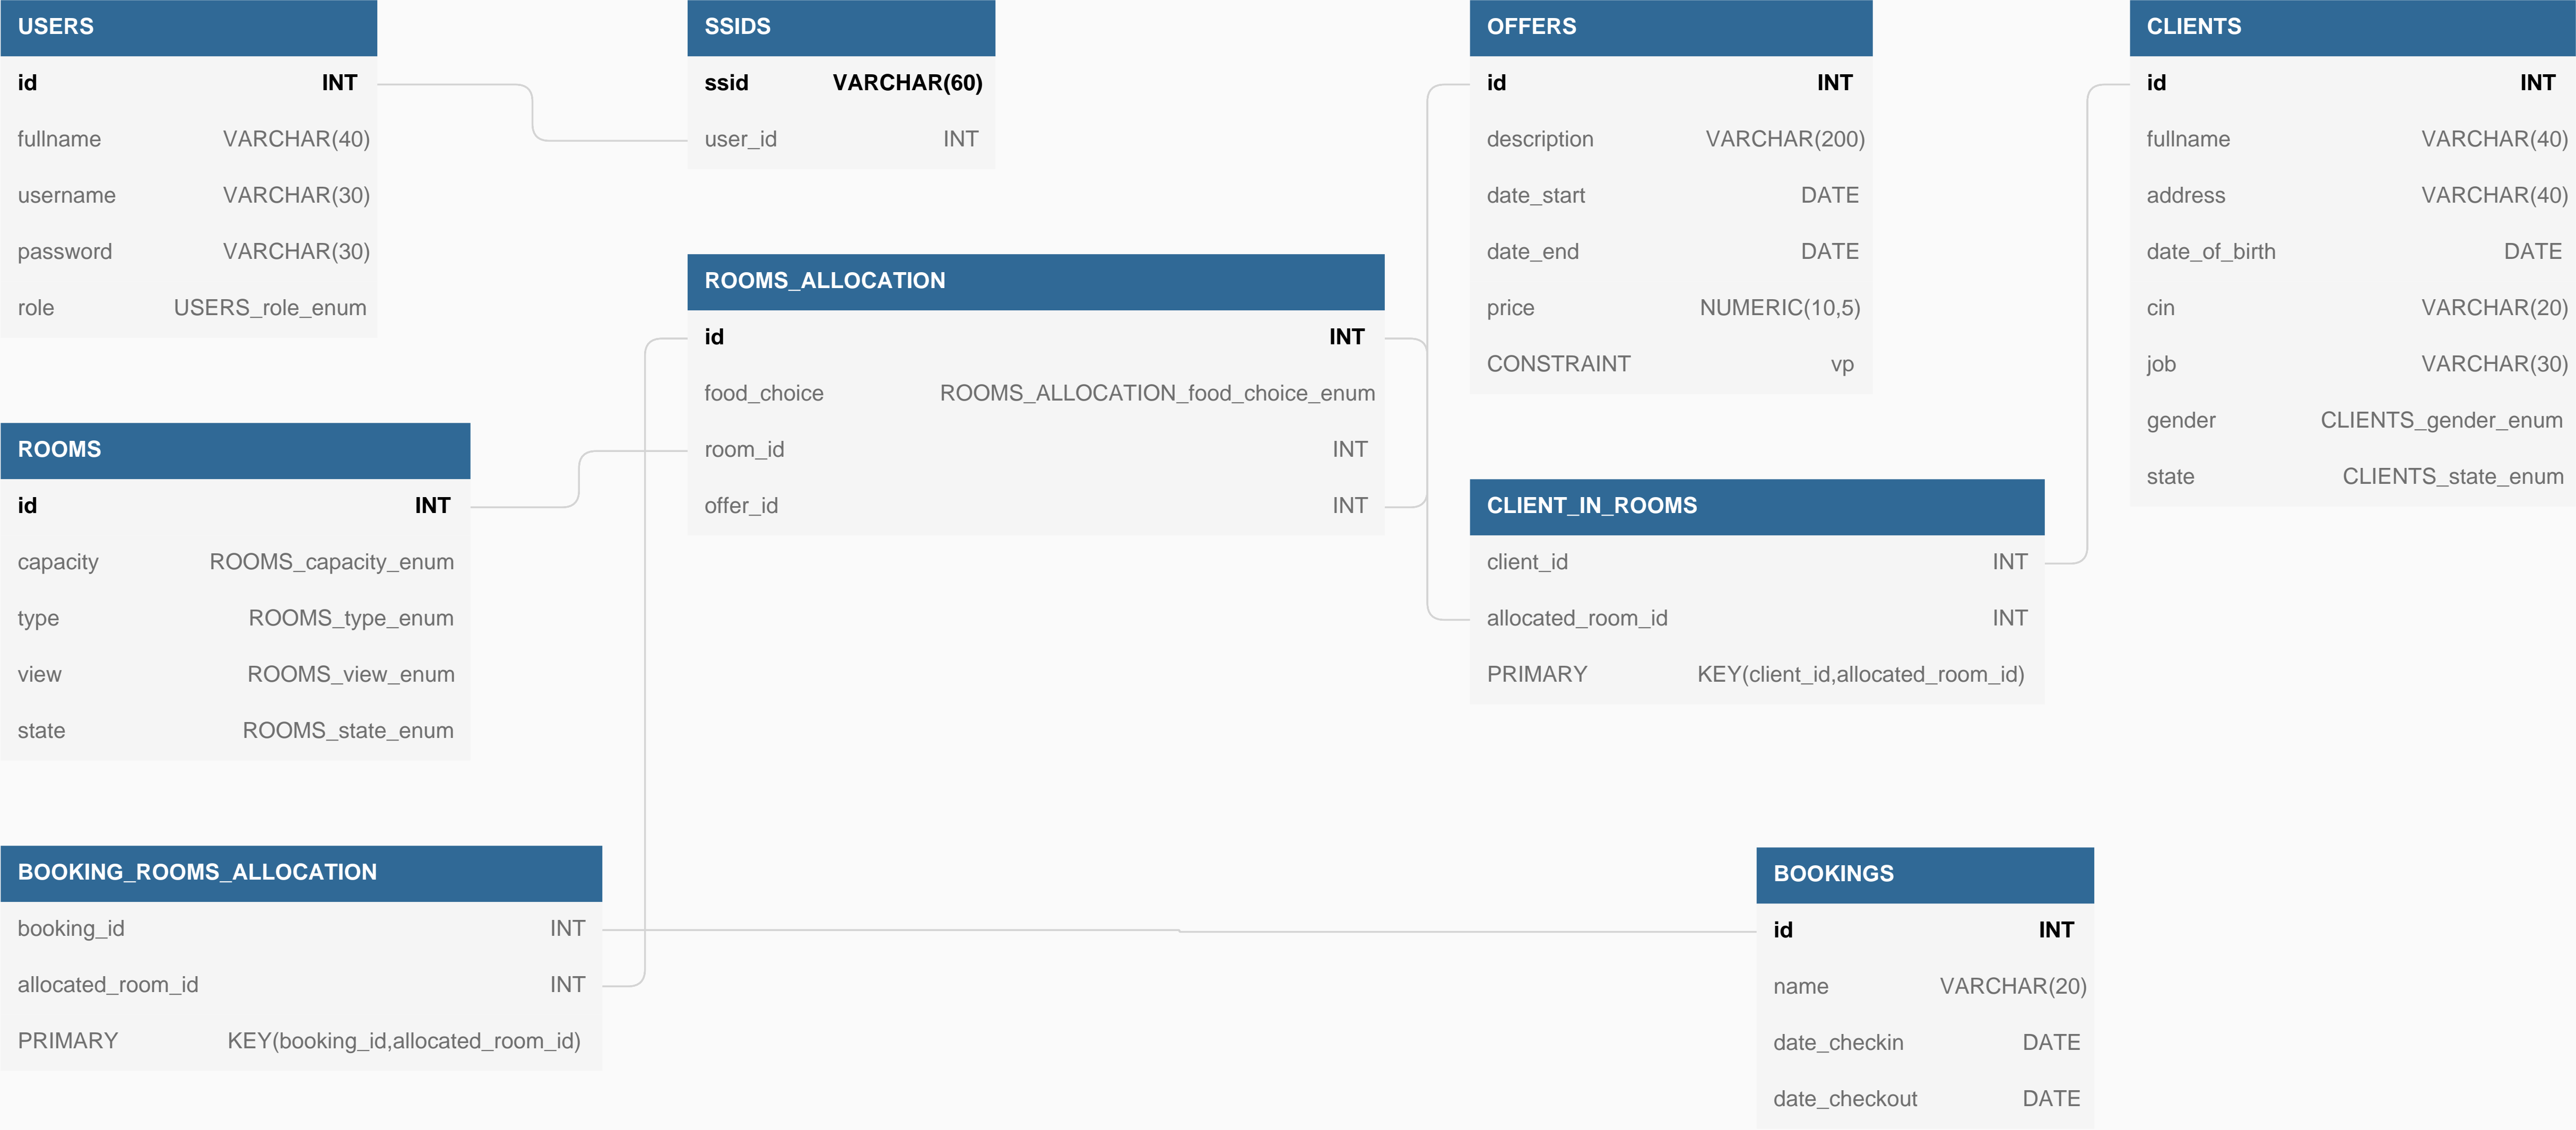 USERS
id INT
fullname VARCHAR(40)
username VARCHAR(30)
password VARCHAR(30)
role USERS_role_enum
SSIDS
ssid VARCHAR(60)
user_id INT
OFFERS
id INT
description VARCHAR(200)
date_start DATE
date_end DATE
price NUMERIC(10,5)
CONSTRAINT vp
CLIENTS
id INT
fullname VARCHAR(40)
address VARCHAR(40)
date_of_birth DATE
cin VARCHAR(20)
job VARCHAR(30)
gender CLIENTS_gender_enum
state CLIENTS_state_enum
ROOMS_ALLOCATION
id INT
food_choice ROOMS_ALLOCATION_food_choice_enum
room_id INT
offer_id INT
ROOMS
id INT
capacity ROOMS_capacity_enum
type ROOMS_type_enum
view ROOMS_view_enum
state ROOMS_state_enum
CLIENT_IN_ROOMS
client_id INT
allocated_room_id INT
PRIMARY KEY(client_id,allocated_room_id)
BOOKING_ROOMS_ALLOCATION
booking_id INT
allocated_room_id INT
PRIMARY KEY(booking_id,allocated_room_id)
BOOKINGS
id INT
name VARCHAR(20)
date_checkin DATE
date_checkout DATE